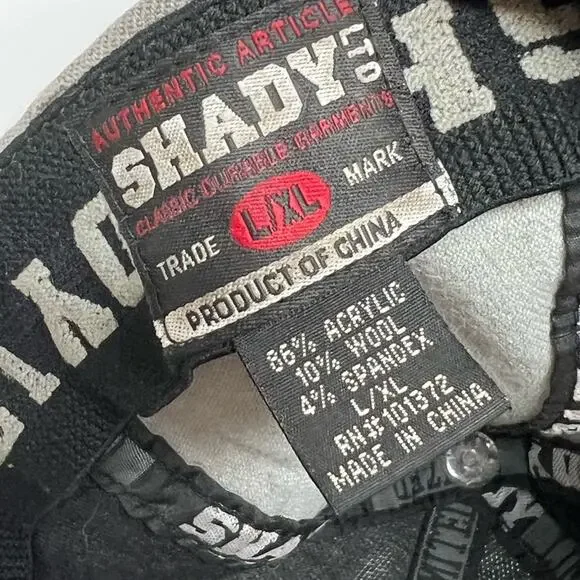 AUTHENTIC ARTICLE
SHADY LTD
CLASSIC DURABLE GARMENTS
TRADE L/XL MARK
PRODUCT OF CHINA
86% ACRYLIC
10% WOOL
4% SPANDEX
L/XL
RN#101372
MADE IN CHINA